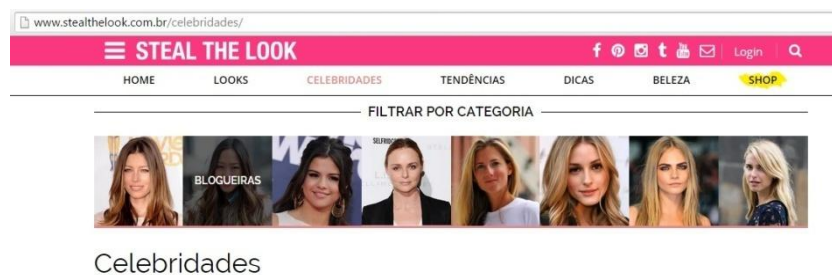 www.stealthelook.com.br/celebridades/
STEAL THE LOOK
Login
HOME LOOKS CELEBRIDADES TENDÊNCIAS DICAS BELEZA SHOP
FILTRAR POR CATEGORIA
SELFRIDGES
BLOGUEIRAS
Celebridades